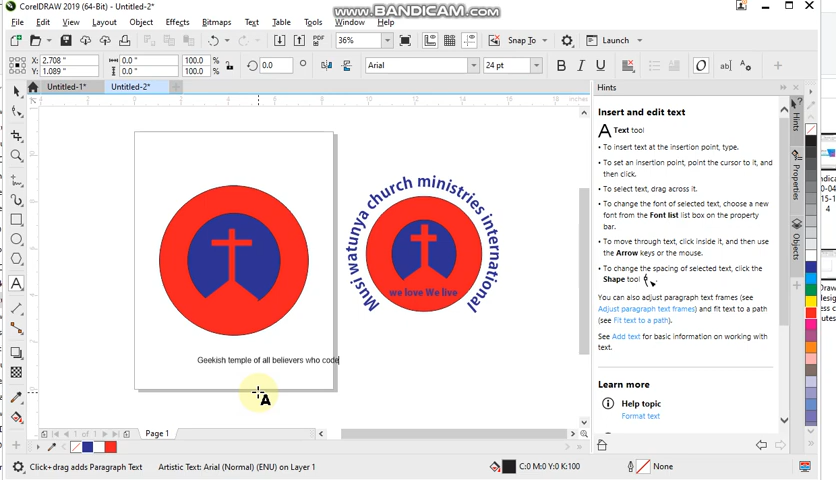 CorelDRAW 2019 (64-Bit) - Untitled-2*
WWW.BANDICAM.COM
File Edit View Layout Object Effects Bitmaps Text Table Tools Window Help
PDF 36% Snap To Launch
X: 2.708 " 0.0 " 100.0 % 0.0 Arial 24 pt B I U O ab|
Y: 1.089 " 0.0 " 100.0 %
Untitled-1* Untitled-2*
inches
Hints
Insert and edit text
Text tool
• To insert text at the insertion point, type.
• To set an insertion point, point the cursor to it, and then click.
• To select text, drag across it.
• To change the font of selected text, choose a new font from the Font list list box on the property bar.
• To move through text, click inside it, and then use the Arrow keys or the mouse.
• To change the spacing of selected text, click the Shape tool
You can also adjust paragraph text frames (see Adjust paragraph text frames) and fit text to a path (see Fit text to a path).
See Add text for basic information on working with text.
Learn more
Help topic
Format text
Hints
Properties
Objects
Musi watunya church ministries international
we love We live
Geekish temple of all believers who code
1 of 1 Page 1
Click+drag adds Paragraph Text Artistic Text: Arial (Normal) (ENU) on Layer 1 C:0 M:0 Y:0 K:100 None